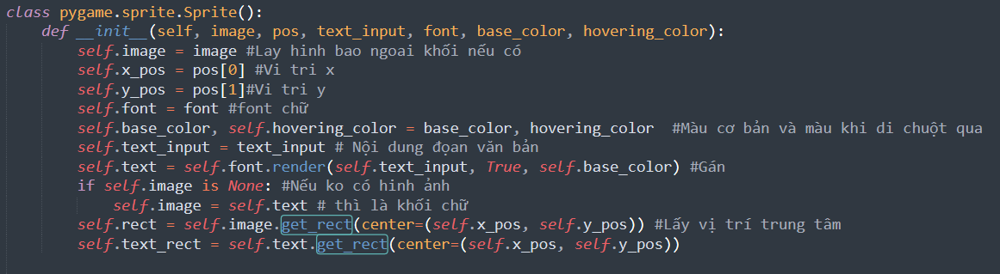 class pygame.sprite.Sprite():
def __init__(self, image, pos, text_input, font, base_color, hovering_color):
self.image = image #Lay hinh bao ngoai khối nếu có
self.x_pos = pos[0] #Vi tri x
self.y_pos = pos[1]#Vi tri y
self.font = font #font chữ
self.base_color, self.hovering_color = base_color, hovering_color  #Màu cơ bản và màu khi di chuột qua
self.text_input = text_input # Nội dung đọan văn bản
self.text = self.font.render(self.text_input, True, self.base_color) #Gán
if self.image is None: #Nếu ko có hinh ảnh
self.image = self.text # thì là khối chữ
self.rect = self.image.get_rect(center=(self.x_pos, self.y_pos)) #Lấy vị trí trung tâm
self.text_rect = self.text.get_rect(center=(self.x_pos, self.y_pos))